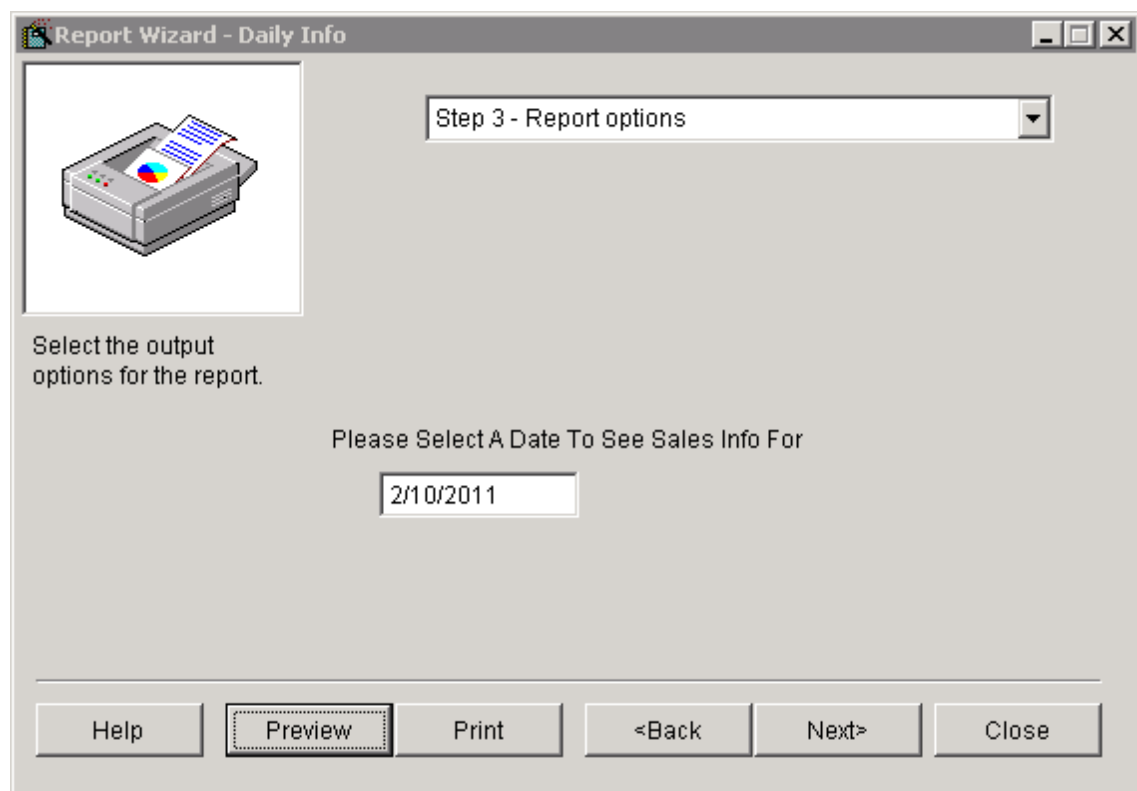 Report Wizard - Daily Info
Step 3 - Report options
Select the output
options for the report.
Please Select A Date To See Sales Info For
2/10/2011
Help
Preview
Print
<Back
Next>
Close